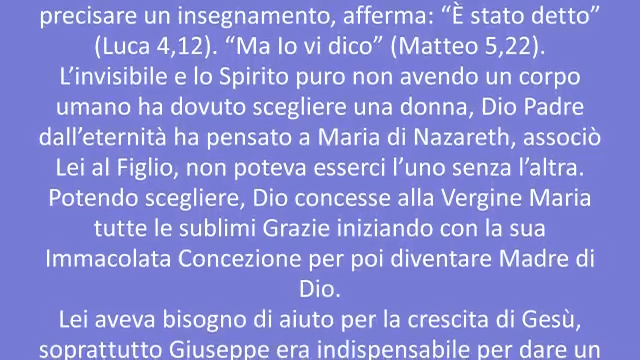 precisare un insegnamento, afferma: “È stato detto”
(Luca 4,12). “Ma Io vi dico” (Matteo 5,22).
L’invisibile e lo Spirito puro non avendo un corpo
umano ha dovuto scegliere una donna, Dio Padre
dall’eternità ha pensato a Maria di Nazareth, associò
Lei al Figlio, non poteva esserci l’uno senza l’altra.
Potendo scegliere, Dio concesse alla Vergine Maria
tutte le sublimi Grazie iniziando con la sua
Immacolata Concezione per poi diventare Madre di
Dio.
Lei aveva bisogno di aiuto per la crescita di Gesù,
soprattutto Giuseppe era indispensabile per dare un